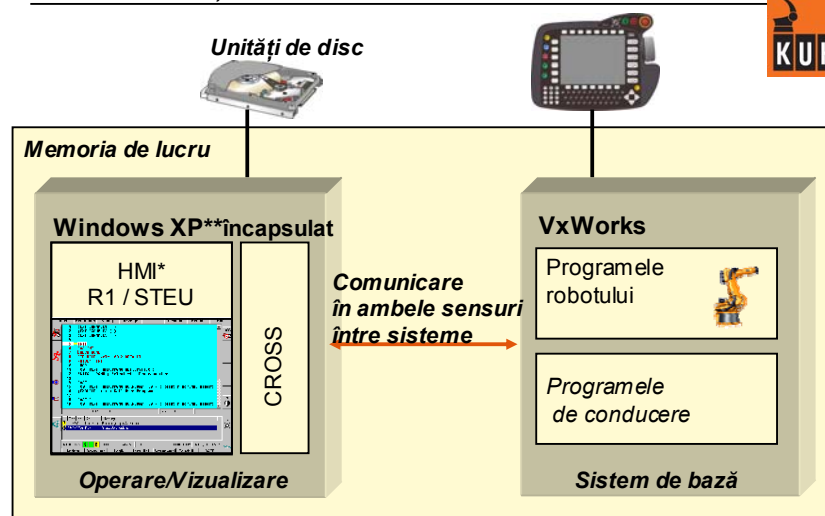 Unități de disc
KU
Memoria de lucru
Windows XP**încapsulat
HMI*
R1 / STEU
CROSS
Operare/Vizualizare
Comunicare
în ambele sensuri
între sisteme
VxWorks
Programele
robotului
Programele
de conducere
Sistem de bază